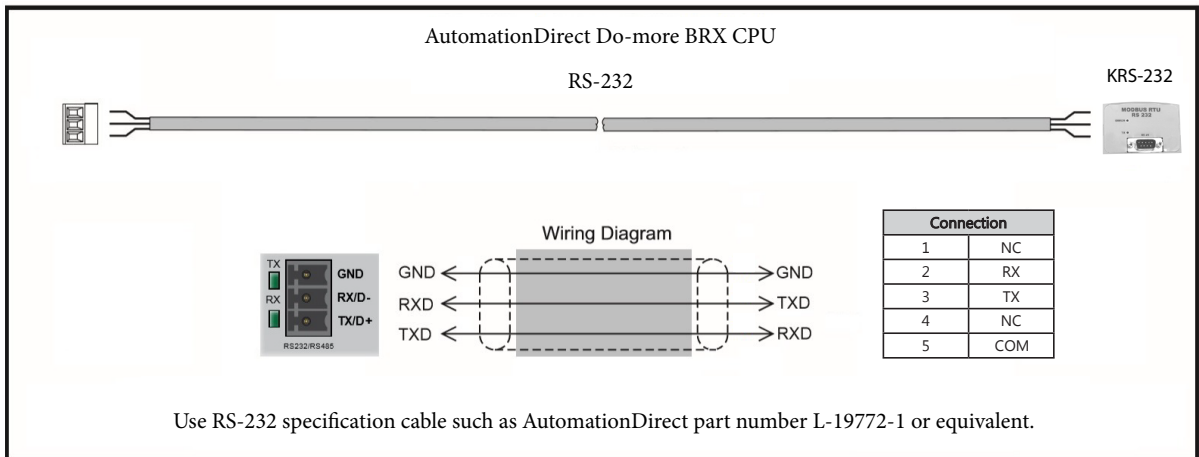 AutomationDirect Do-more BRX CPU
RS-232
KRS-232
MODBUS RTU
RS 232
Wiring Diagram
TX
RX
GND
RX/D-
TX/D+
RS232/RS485
GND GND
RXD TXD
TXD RXD
Connection
1 NC
2 RX
3 TX
4 NC
5 COM
Use RS-232 specification cable such as AutomationDirect part number L-19772-1 or equivalent.